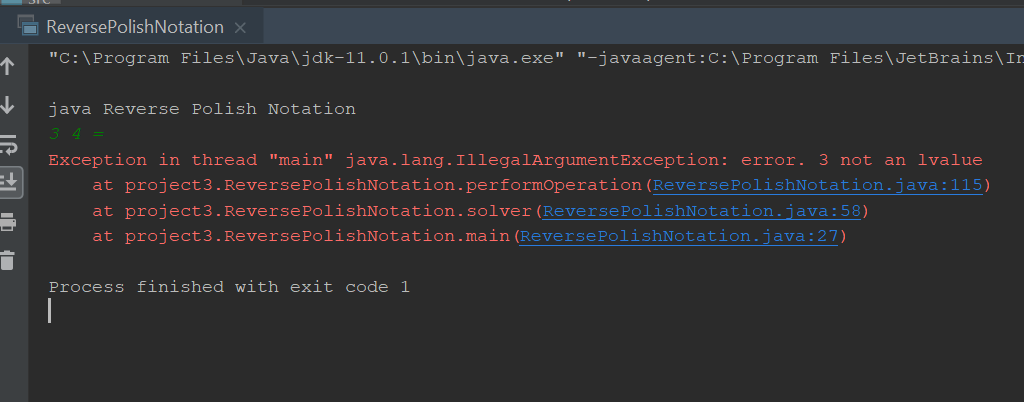 src
ReversePolishNotation ×
"C:\Program Files\Java\jdk-11.0.1\bin\java.exe" "-javaagent:C:\Program Files\JetBrains\In
java Reverse Polish Notation
3 4 =
Exception in thread "main" java.lang.IllegalArgumentException: error. 3 not an lvalue
at project3.ReversePolishNotation.performOperation(ReversePolishNotation.java:115)
at project3.ReversePolishNotation.solver(ReversePolishNotation.java:58)
at project3.ReversePolishNotation.main(ReversePolishNotation.java:27)
Process finished with exit code 1